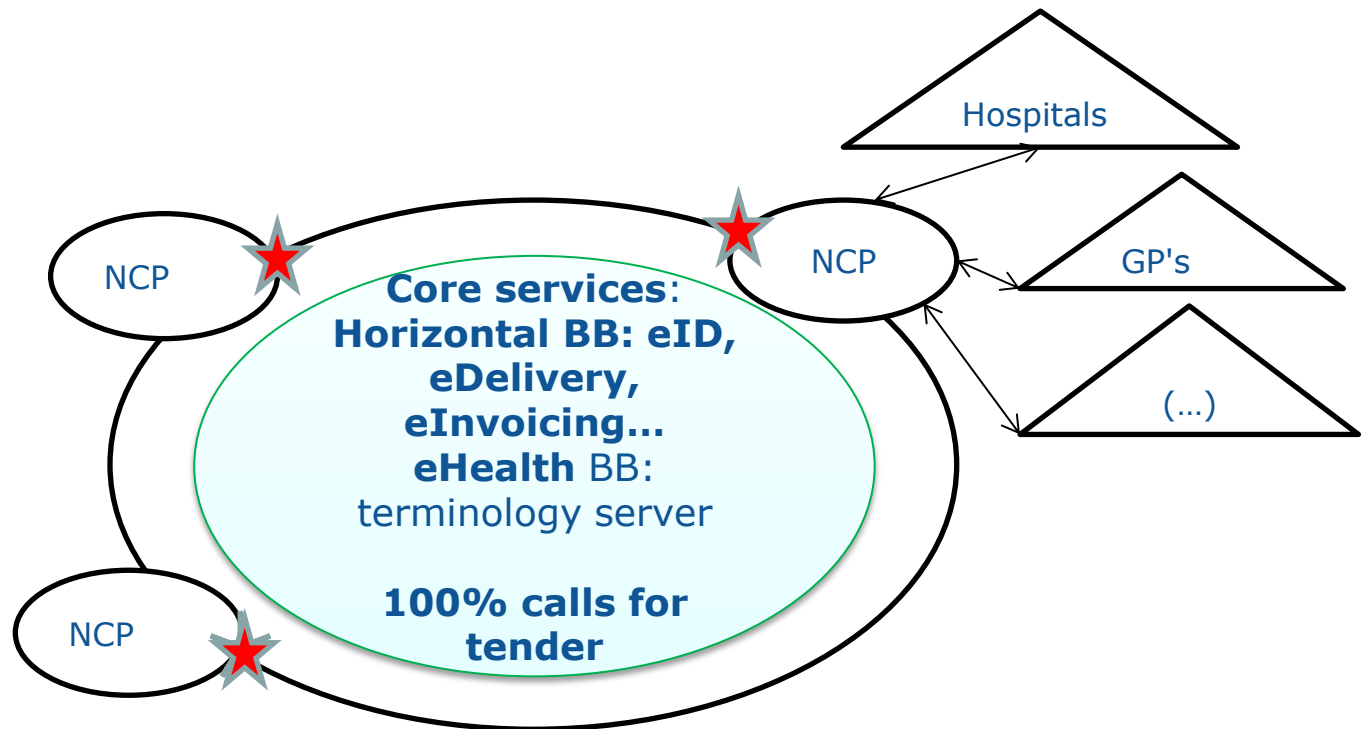 Hospitals
NCP
NCP
GP's
Core services:
Horizontal BB: eID,
eDelivery,
eInvoicing…
eHealth BB:
terminology server
100% calls for
tender
(…)
NCP